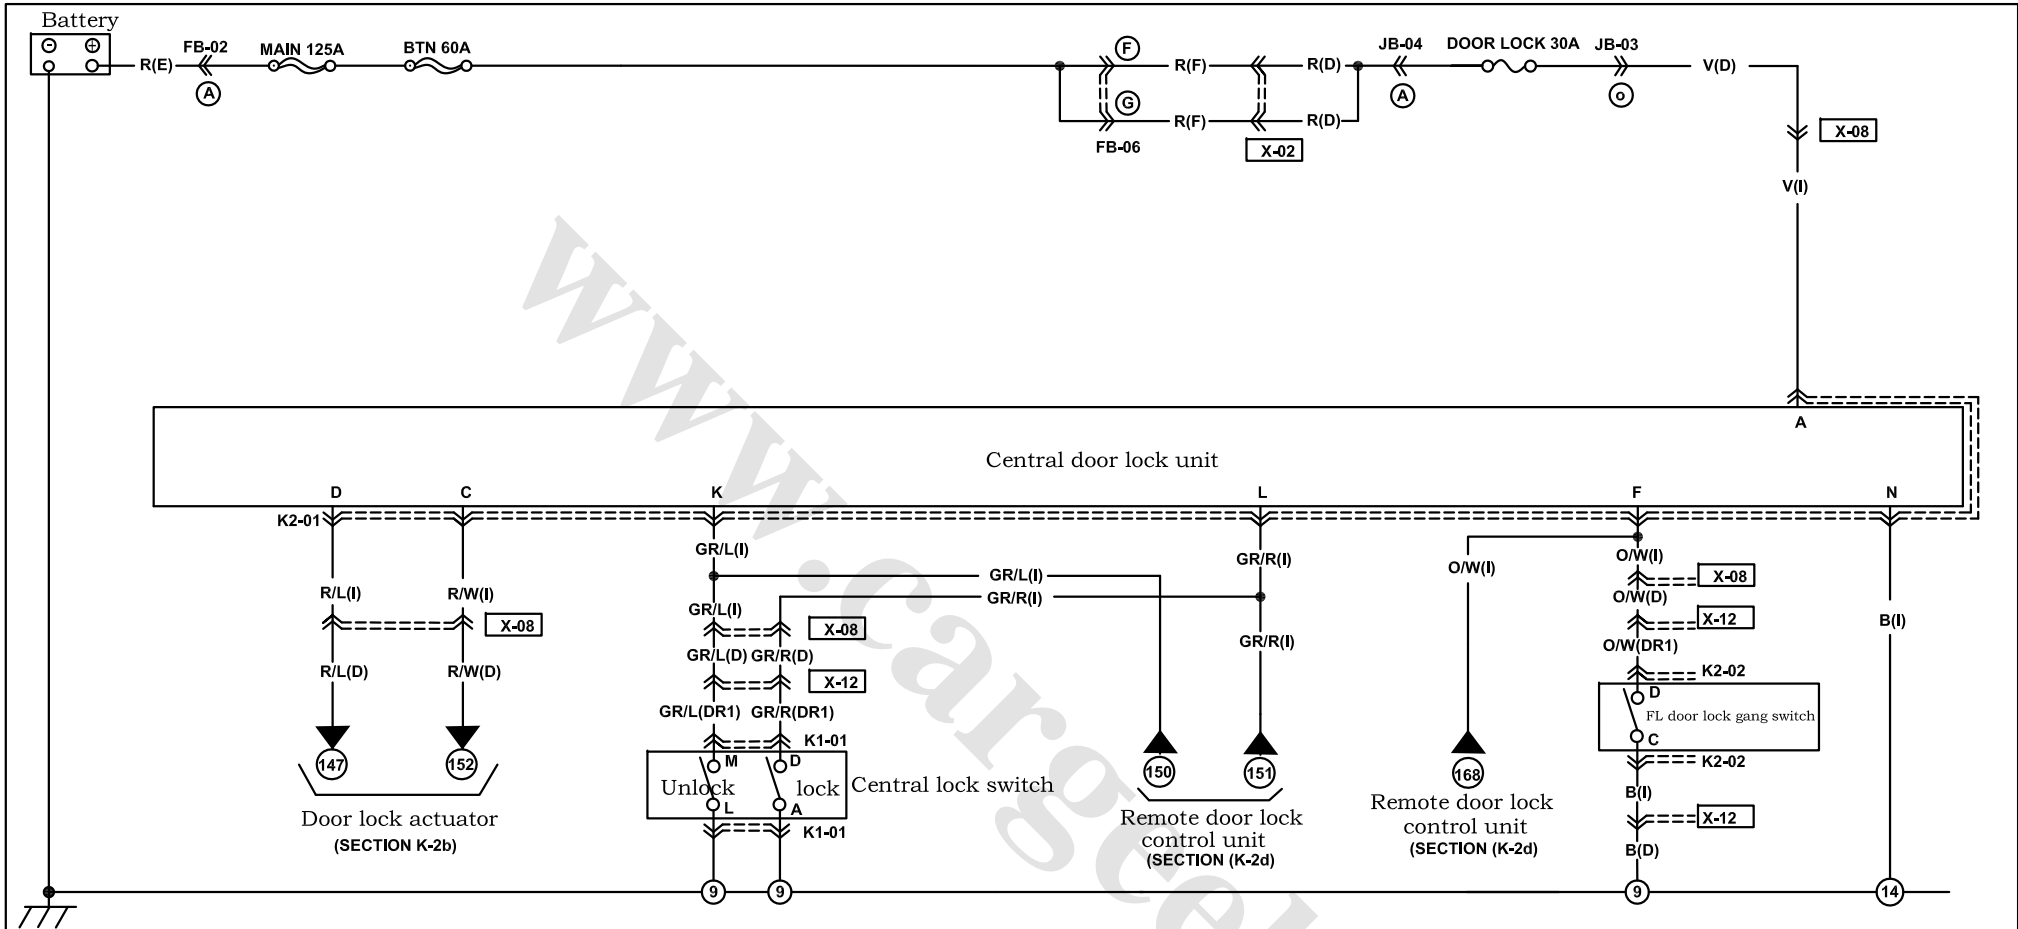 Battery
FB-02
MAIN 125A
BTN 60A
F
JB-04
DOOR LOCK 30A
JB-03
R(E)
R(F)
R(D)
V(D)
A
G
A
o
R(F)
R(D)
FB-06
X-02
X-08
V(I)
A
Central door lock unit
D
C
K
L
F
N
K2-01
GR/L(I)
GR/R(I)
O/W(I)
O/W(I)
GR/L(I)
X-08
R/L(I)
R/W(I)
GR/R(I)
O/W(D)
GR/L(I)
X-12
X-08
X-08
B(I)
GR/R(I)
O/W(DR1)
GR/L(D)
GR/R(D)
R/L(D)
R/W(D)
X-12
K2-02
D
GR/L(DR1)
GR/R(DR1)
FL door lock gang switch
K1-01
C
147
152
M
D
150
151
168
K2-02
Unlock
lock
Central lock switch
B(I)
L
A
Door lock actuator
(SECTION K-2b)
K1-01
Remote door lock
control unit
(SECTION (K-2d)
Remote door lock
control unit
(SECTION (K-2d)
X-12
B(D)
9
9
9
14
www.cargeek